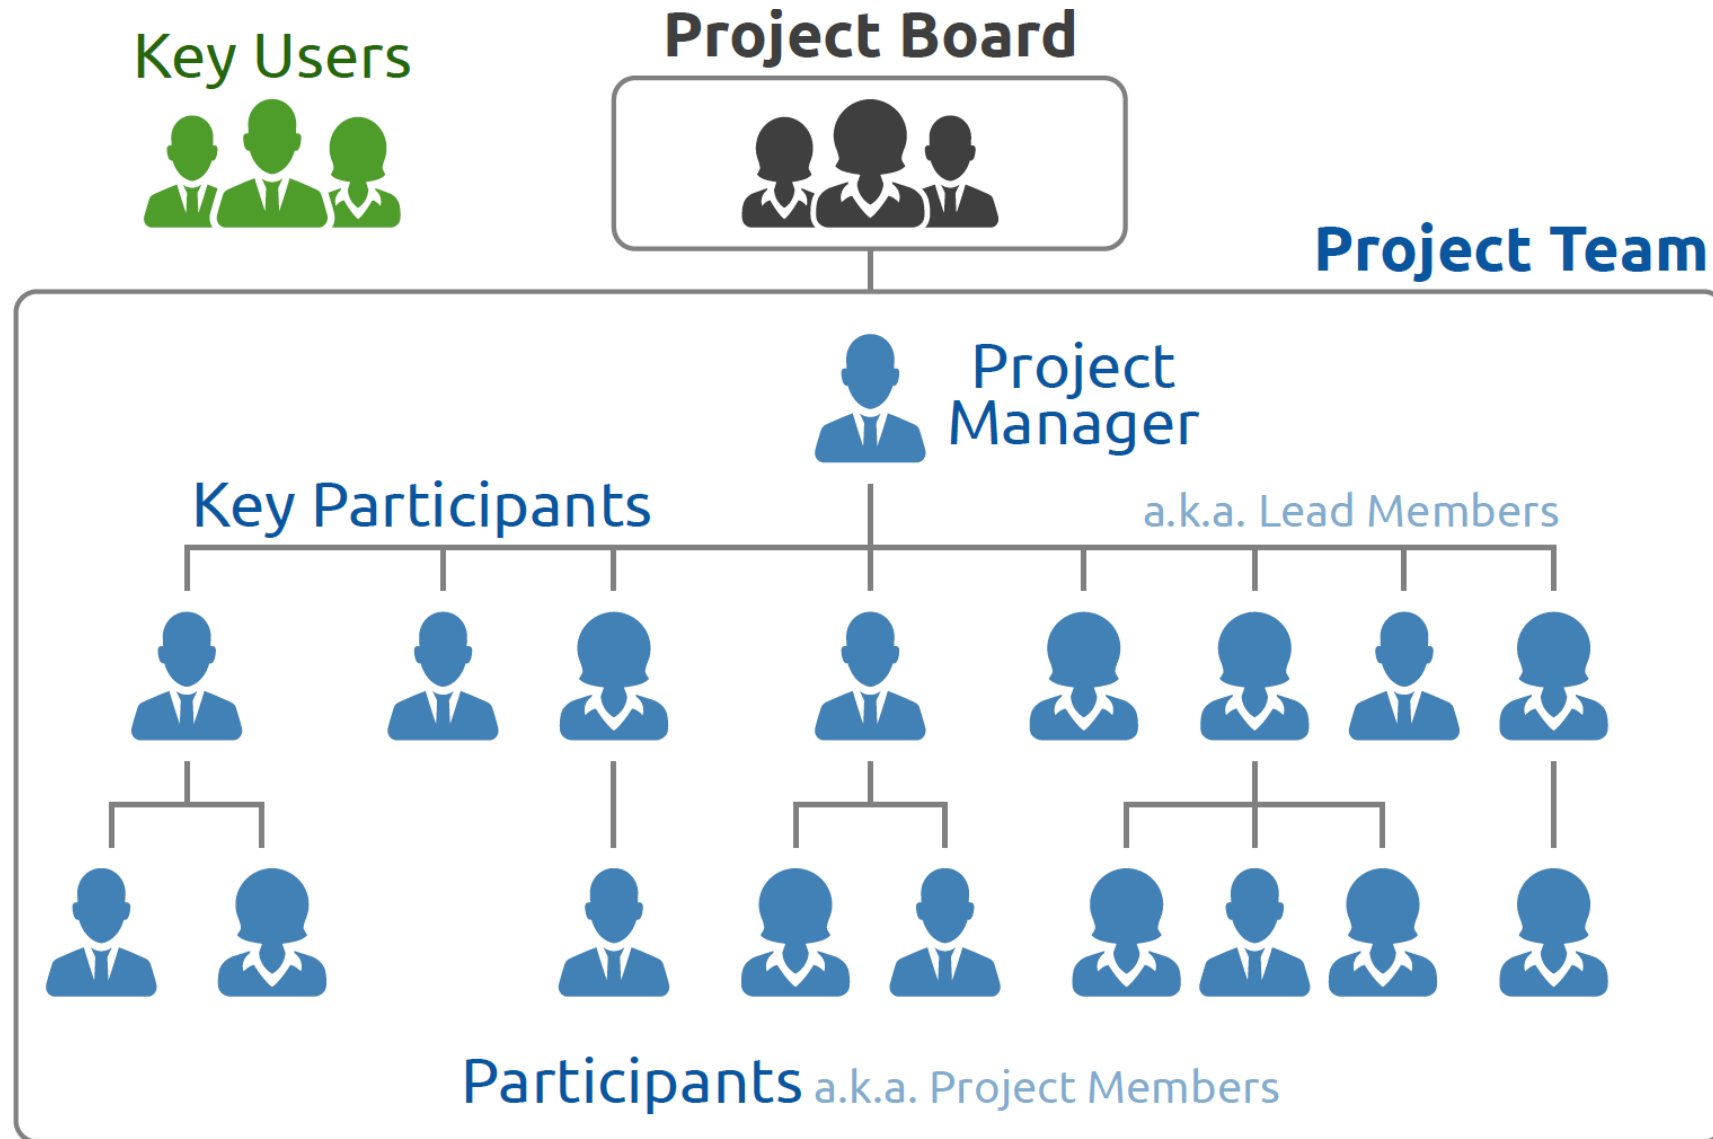 Key Users
Project Board
Project Team
Project
Manager
Key Participants
a.k.a. Lead Members
Participants a.k.a. Project Members